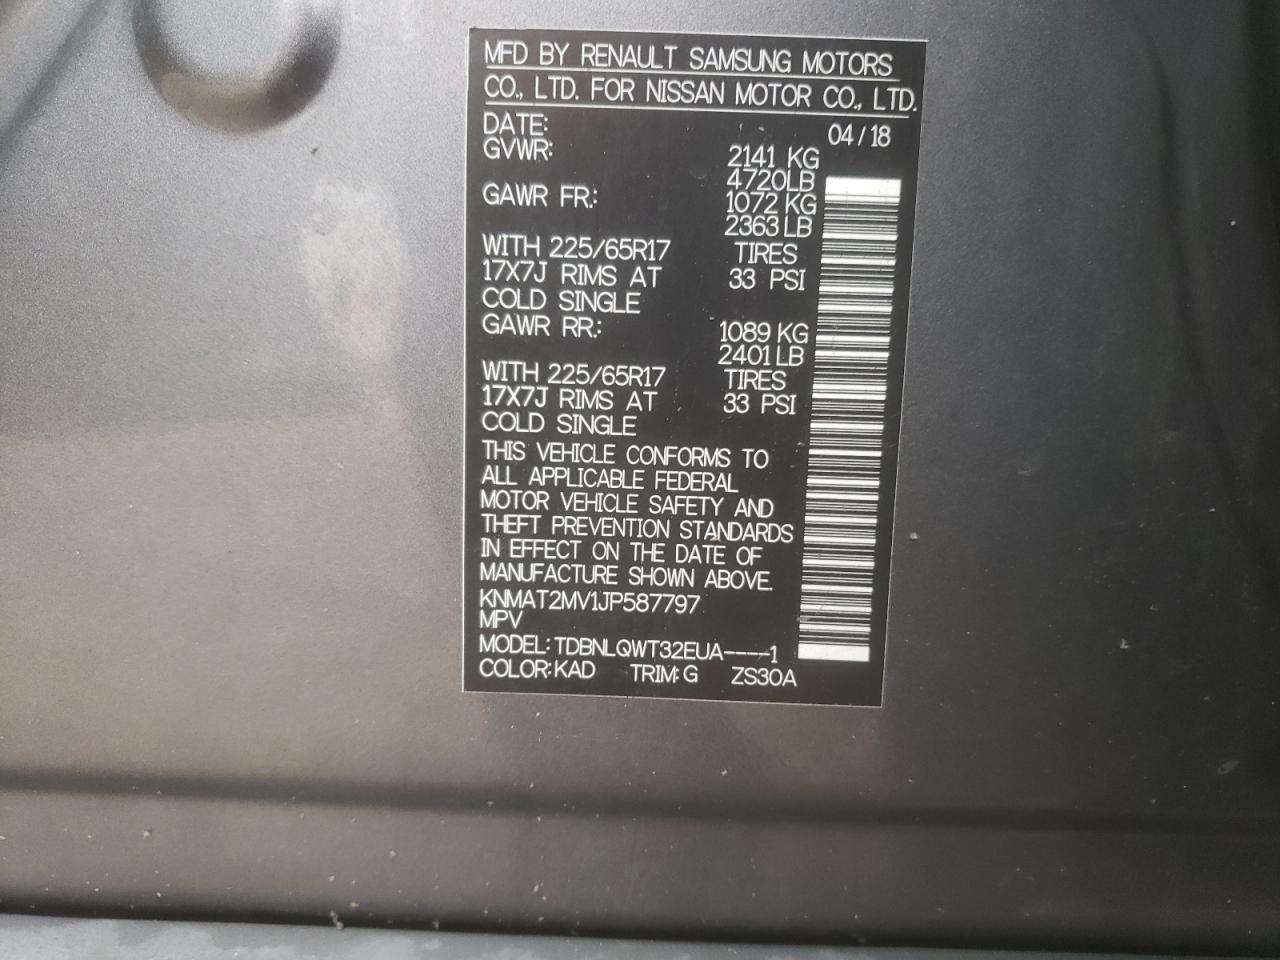 MFD BY RENAULT SAMSUNG MOTORS
CO., LTD. FOR NISSAN MOTOR CO., LTD.
DATE: 04/18
GVWR: 2141 KG
4720LB
GAWR FR.: 1072 KG
2363 LB
WITH 225/65R17 TIRES
17X7J RIMS AT 33 PSI
COLD SINGLE
GAWR RR.: 1089 KG
2401 LB
WITH 225/65R17 TIRES
17X7J RIMS AT 33 PSI
COLD SINGLE
THIS VEHICLE CONFORMS TO
ALL APPLICABLE FEDERAL
MOTOR VEHICLE SAFETY AND
THEFT PREVENTION STANDARDS
IN EFFECT ON THE DATE OF
MANUFACTURE SHOWN ABOVE.
KNMAT2MV1JP587797
MPV
MODEL: TDBNLQWT32EUA----1
COLOR: KAD TRIM: G ZS30A